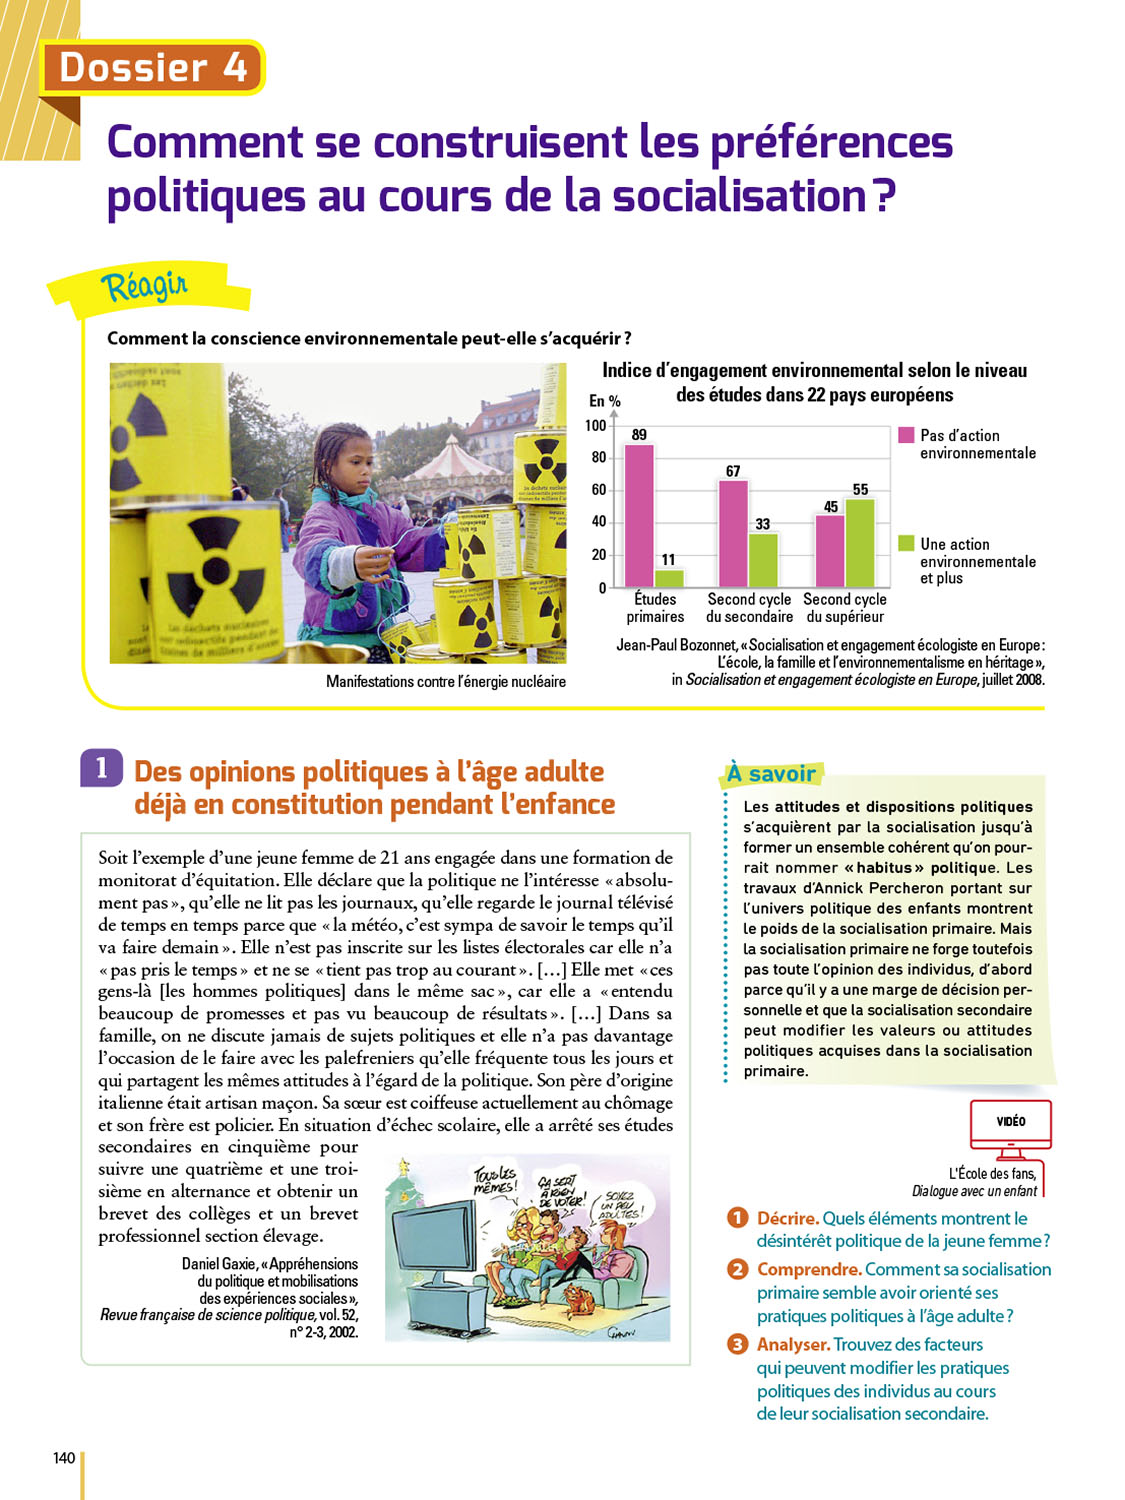 Dossier 4
Comment se construisent les préférences
politiques au cours de la socialisation ?
Réagir
Comment la conscience environnementale peut-elle s'acquérir ?
Manifestations contre l'énergie nucléaire
Indice d'engagement environnemental selon le niveau
des études dans 22 pays européens
En %
100
80
60
40
20
0
89
11
67
33
45
55
Études
primaires
Second cycle
du secondaire
Second cycle
du supérieur
Pas d'action
environnementale
Une action
environnementale
et plus
Jean-Paul Bozonnet, « Socialisation et engagement écologiste en Europe :
L'école, la famille et l'environnementalisme en héritage »,
in Socialisation et engagement écologiste en Europe, juillet 2008.
1
Des opinions politiques à l'âge adulte
déjà en constitution pendant l'enfance
Soit l'exemple d'une jeune femme de 21 ans engagée dans une formation de
monitorat d'équitation. Elle déclare que la politique ne l'intéresse « absolu-
ment pas », qu'elle ne lit pas les journaux, qu'elle regarde le journal télévisé
de temps en temps parce que « la météo, c'est sympa de savoir le temps qu'il
va faire demain ». Elle n'est pas inscrite sur les listes électorales car elle n'a
« pas pris le temps » et ne se « tient pas trop au courant ». […] Elle met « ces
gens-là [les hommes politiques] dans le même sac », car elle a « entendu
beaucoup de promesses et pas vu beaucoup de résultats ». […] Dans sa
famille, on ne discute jamais de sujets politiques et elle n'a pas davantage
l'occasion de le faire avec les palefreniers qu'elle fréquente tous les jours et
qui partagent les mêmes attitudes à l'égard de la politique. Son père d'origine
italienne était artisan maçon. Sa sœur est coiffeuse actuellement au chômage
et son frère est policier. En situation d'échec scolaire, elle a arrêté ses études
secondaires en cinquième pour
suivre une quatrième et une troi-
sième en alternance et obtenir un
brevet des collèges et un brevet
professionnel section élevage.
Daniel Gaxie, « Appréhensions
du politique et mobilisations
des expériences sociales »,
Revue française de science politique, vol. 52,
n° 2-3, 2002.
TOUS LES
MÊMES !
ÇA SERT
À RIEN
DE VOTER !
SOYEZ
UN PEU
ADULTES !
À savoir
Les attitudes et dispositions politiques
s'acquièrent par la socialisation jusqu'à
former un ensemble cohérent qu'on pour-
rait nommer « habitus » politique. Les
travaux d'Annick Percheron portant sur
l'univers politique des enfants montrent
le poids de la socialisation primaire. Mais
la socialisation primaire ne forge toutefois
pas toute l'opinion des individus, d'abord
parce qu'il y a une marge de décision per-
sonnelle et que la socialisation secondaire
peut modifier les valeurs ou attitudes
politiques acquises dans la socialisation
primaire.
VIDÉO
L'École des fans,
Dialogue avec un enfant
1 Décrire. Quels éléments montrent le
désintérêt politique de la jeune femme ?
2 Comprendre. Comment sa socialisation
primaire semble avoir orienté ses
pratiques politiques à l'âge adulte ?
3 Analyser. Trouvez des facteurs
qui peuvent modifier les pratiques
politiques des individus au cours
de leur socialisation secondaire.
140